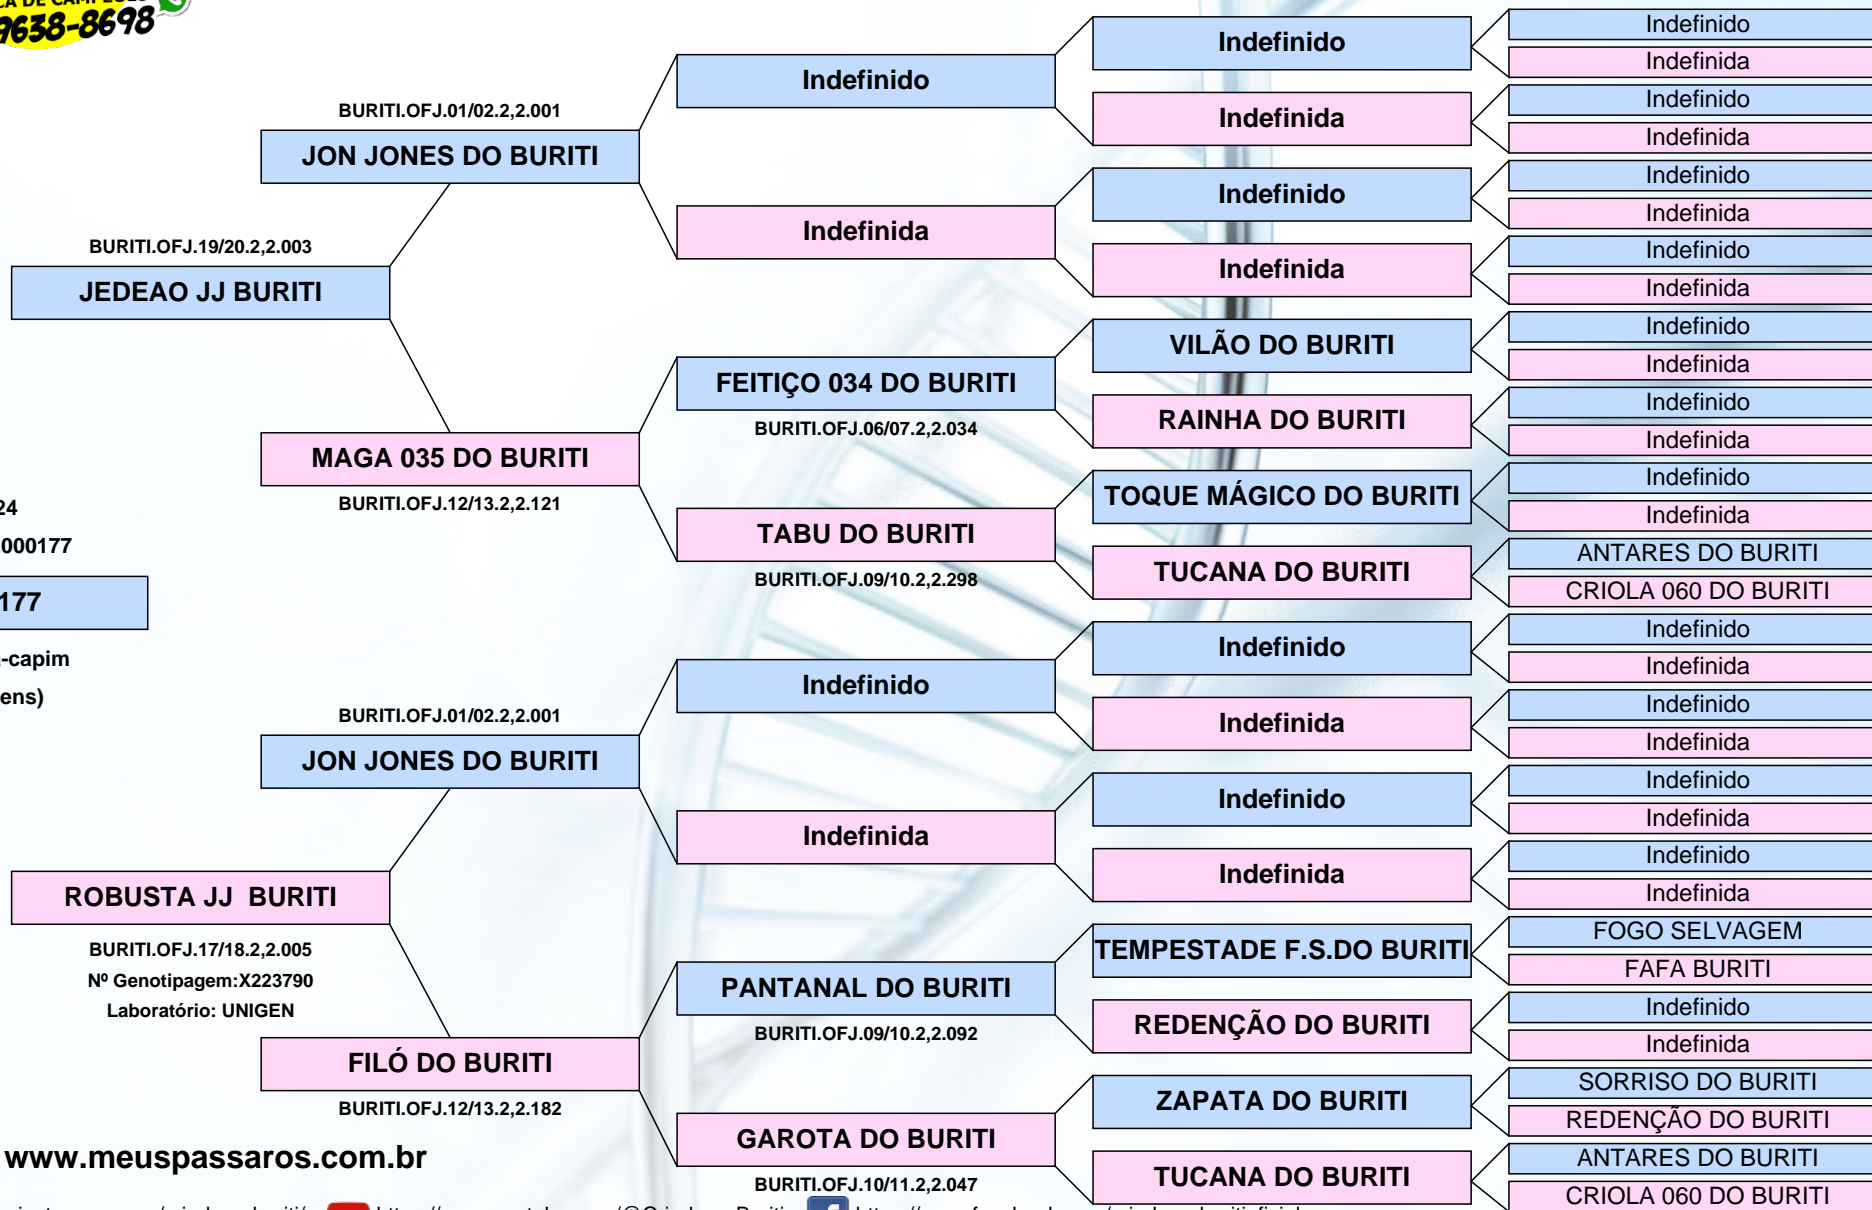 9638-8698
24
000177
177
-capim
ens)
BURITI.OFJ.19/20.2,2.003
JEDEAO JJ BURITI
ROBUSTA JJ BURITI
BURITI.OFJ.17/18.2,2.005
Nº Genotipagem:X223790
Laboratório: UNIGEN
BURITI.OFJ.01/02.2,2.001
JON JONES DO BURITI
MAGA 035 DO BURITI
BURITI.OFJ.12/13.2,2.121
BURITI.OFJ.01/02.2,2.001
JON JONES DO BURITI
FILÓ DO BURITI
BURITI.OFJ.12/13.2,2.182
Indefinido
Indefinida
FEITIÇO 034 DO BURITI
BURITI.OFJ.06/07.2,2.034
TABU DO BURITI
BURITI.OFJ.09/10.2,2.298
Indefinido
Indefinida
PANTANAL DO BURITI
BURITI.OFJ.09/10.2,2.092
GAROTA DO BURITI
BURITI.OFJ.10/11.2,2.047
Indefinido
Indefinida
Indefinido
Indefinida
VILÃO DO BURITI
RAINHA DO BURITI
TOQUE MÁGICO DO BURITI
TUCANA DO BURITI
Indefinido
Indefinida
Indefinido
Indefinida
TEMPESTADE F.S.DO BURITI
REDENÇÃO DO BURITI
ZAPATA DO BURITI
TUCANA DO BURITI
Indefinido
Indefinida
Indefinido
Indefinida
Indefinido
Indefinida
Indefinido
Indefinida
Indefinido
Indefinida
Indefinido
Indefinida
Indefinido
Indefinida
ANTARES DO BURITI
CRIOLA 060 DO BURITI
Indefinido
Indefinida
Indefinido
Indefinida
Indefinido
Indefinida
Indefinido
Indefinida
FOGO SELVAGEM
FAFA BURITI
Indefinido
Indefinida
SORRISO DO BURITI
REDENÇÃO DO BURITI
ANTARES DO BURITI
CRIOLA 060 DO BURITI
www.meuspassaros.com.br